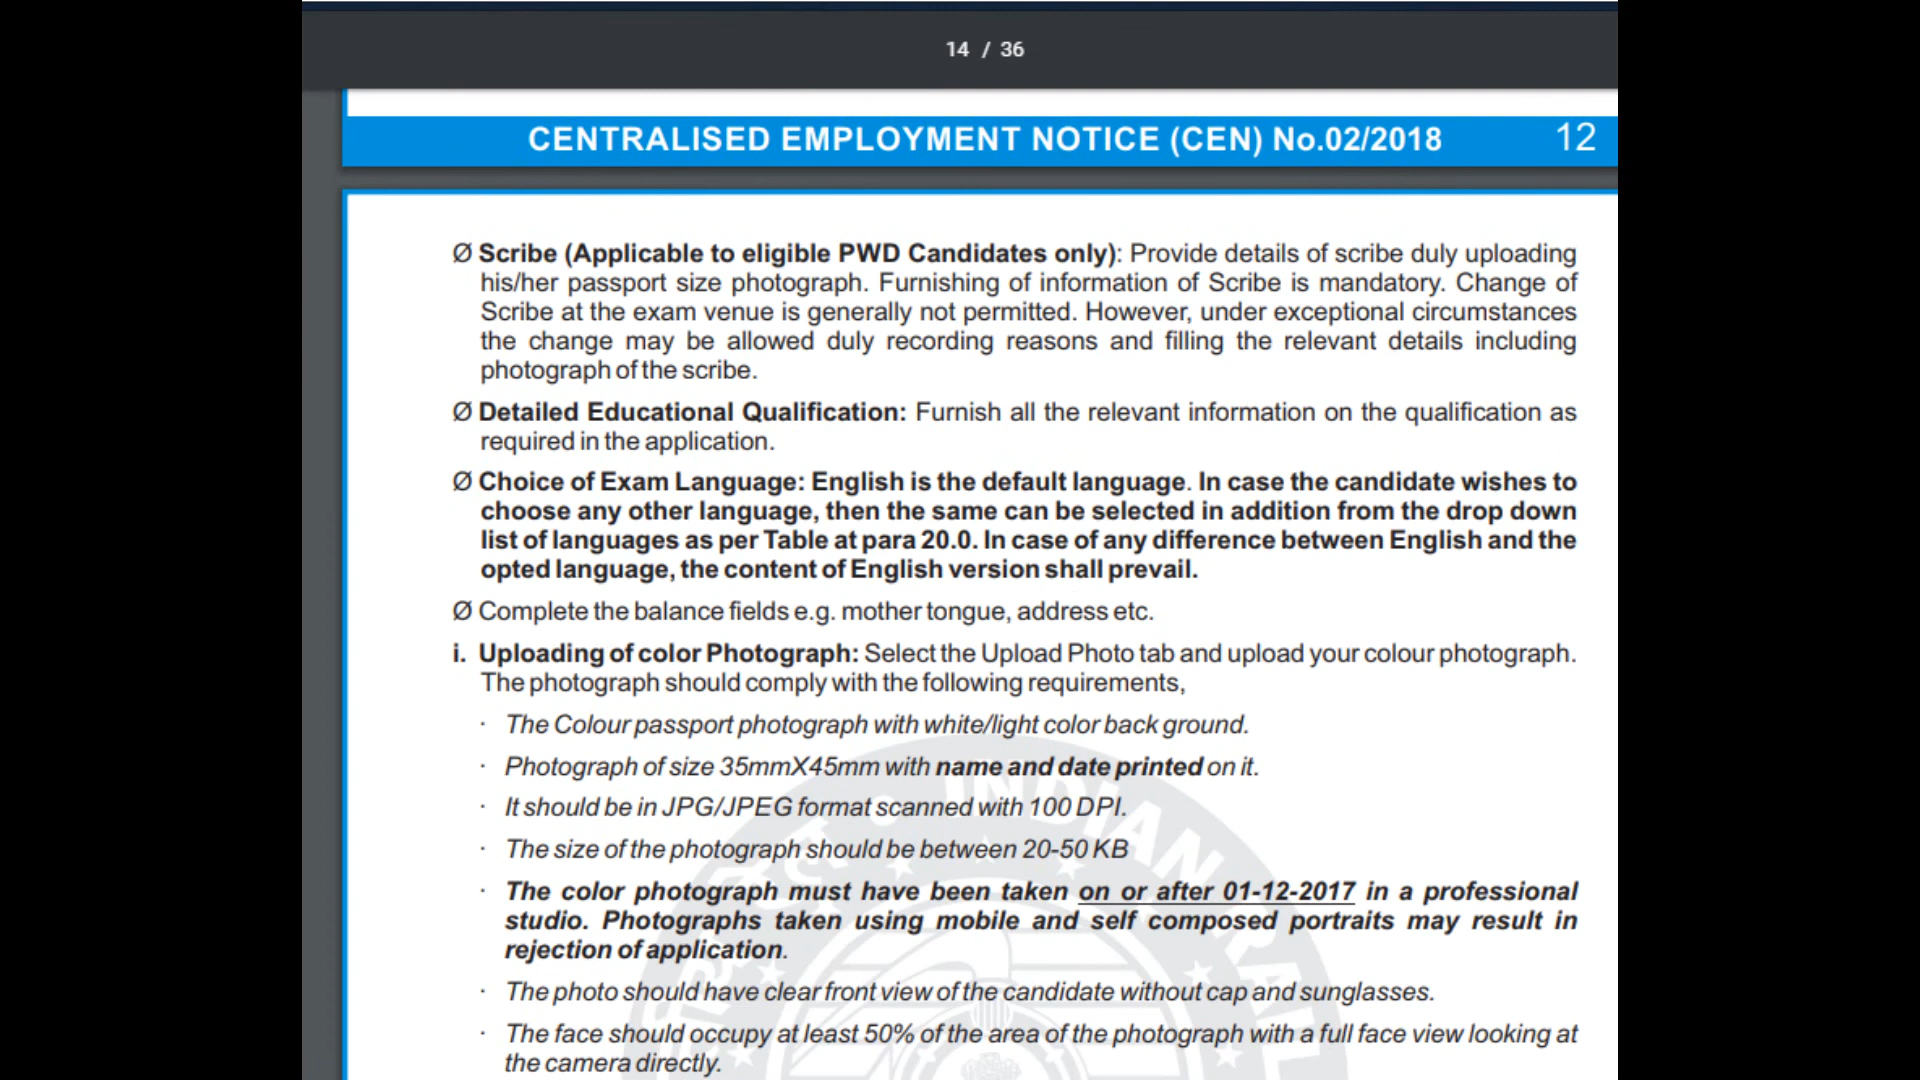 14 / 36
CENTRALISED EMPLOYMENT NOTICE (CEN) No.02/2018 12
Ø Scribe (Applicable to eligible PWD Candidates only): Provide details of scribe duly uploading
his/her passport size photograph. Furnishing of information of Scribe is mandatory. Change of
Scribe at the exam venue is generally not permitted. However, under exceptional circumstances
the change may be allowed duly recording reasons and filling the relevant details including
photograph of the scribe.
Ø Detailed Educational Qualification: Furnish all the relevant information on the qualification as
required in the application.
Ø Choice of Exam Language: English is the default language. In case the candidate wishes to
choose any other language, then the same can be selected in addition from the drop down
list of languages as per Table at para 20.0. In case of any difference between English and the
opted language, the content of English version shall prevail.
Ø Complete the balance fields e.g. mother tongue, address etc.
i. Uploading of color Photograph: Select the Upload Photo tab and upload your colour photograph.
The photograph should comply with the following requirements,
· The Colour passport photograph with white/light color back ground.
· Photograph of size 35mmX45mm with name and date printed on it.
· It should be in JPG/JPEG format scanned with 100 DPI.
· The size of the photograph should be between 20-50 KB
· The color photograph must have been taken on or after 01-12-2017 in a professional
studio. Photographs taken using mobile and self composed portraits may result in
rejection of application.
· The photo should have clear front view of the candidate without cap and sunglasses.
· The face should occupy at least 50% of the area of the photograph with a full face view looking at
the camera directly.
INDIAN RAIL